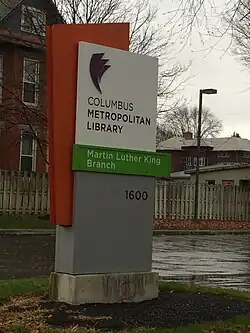 COLUMBUS
METROPOLITAN
LIBRARY
Martin Luther King
Branch
1600